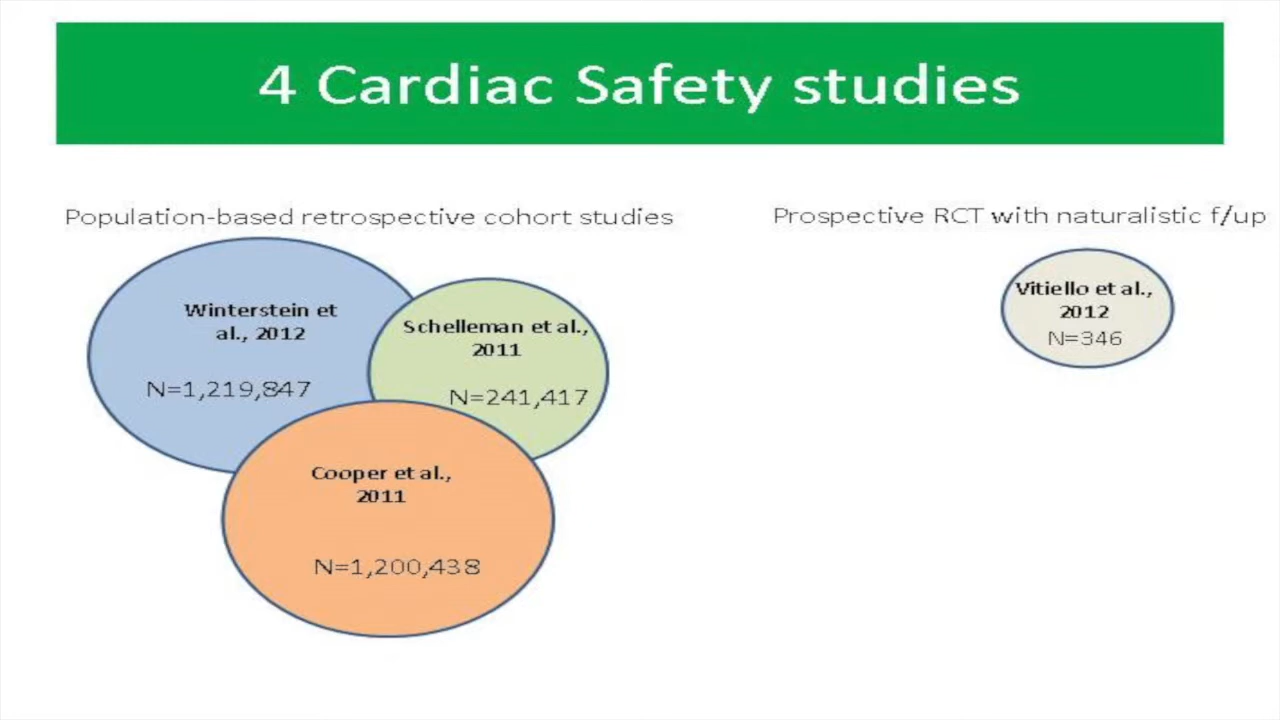 4 Cardiac Safety studies
Population-based retrospective cohort studies
Winterstein et
al., 2012
N=1,219,847
Schelleman et al.,
2011
N=241,417
Cooper et al.,
2011
N=1,200,438
Prospective RCT with naturalistic f/up
Vitiello et al.,
2012
N=346